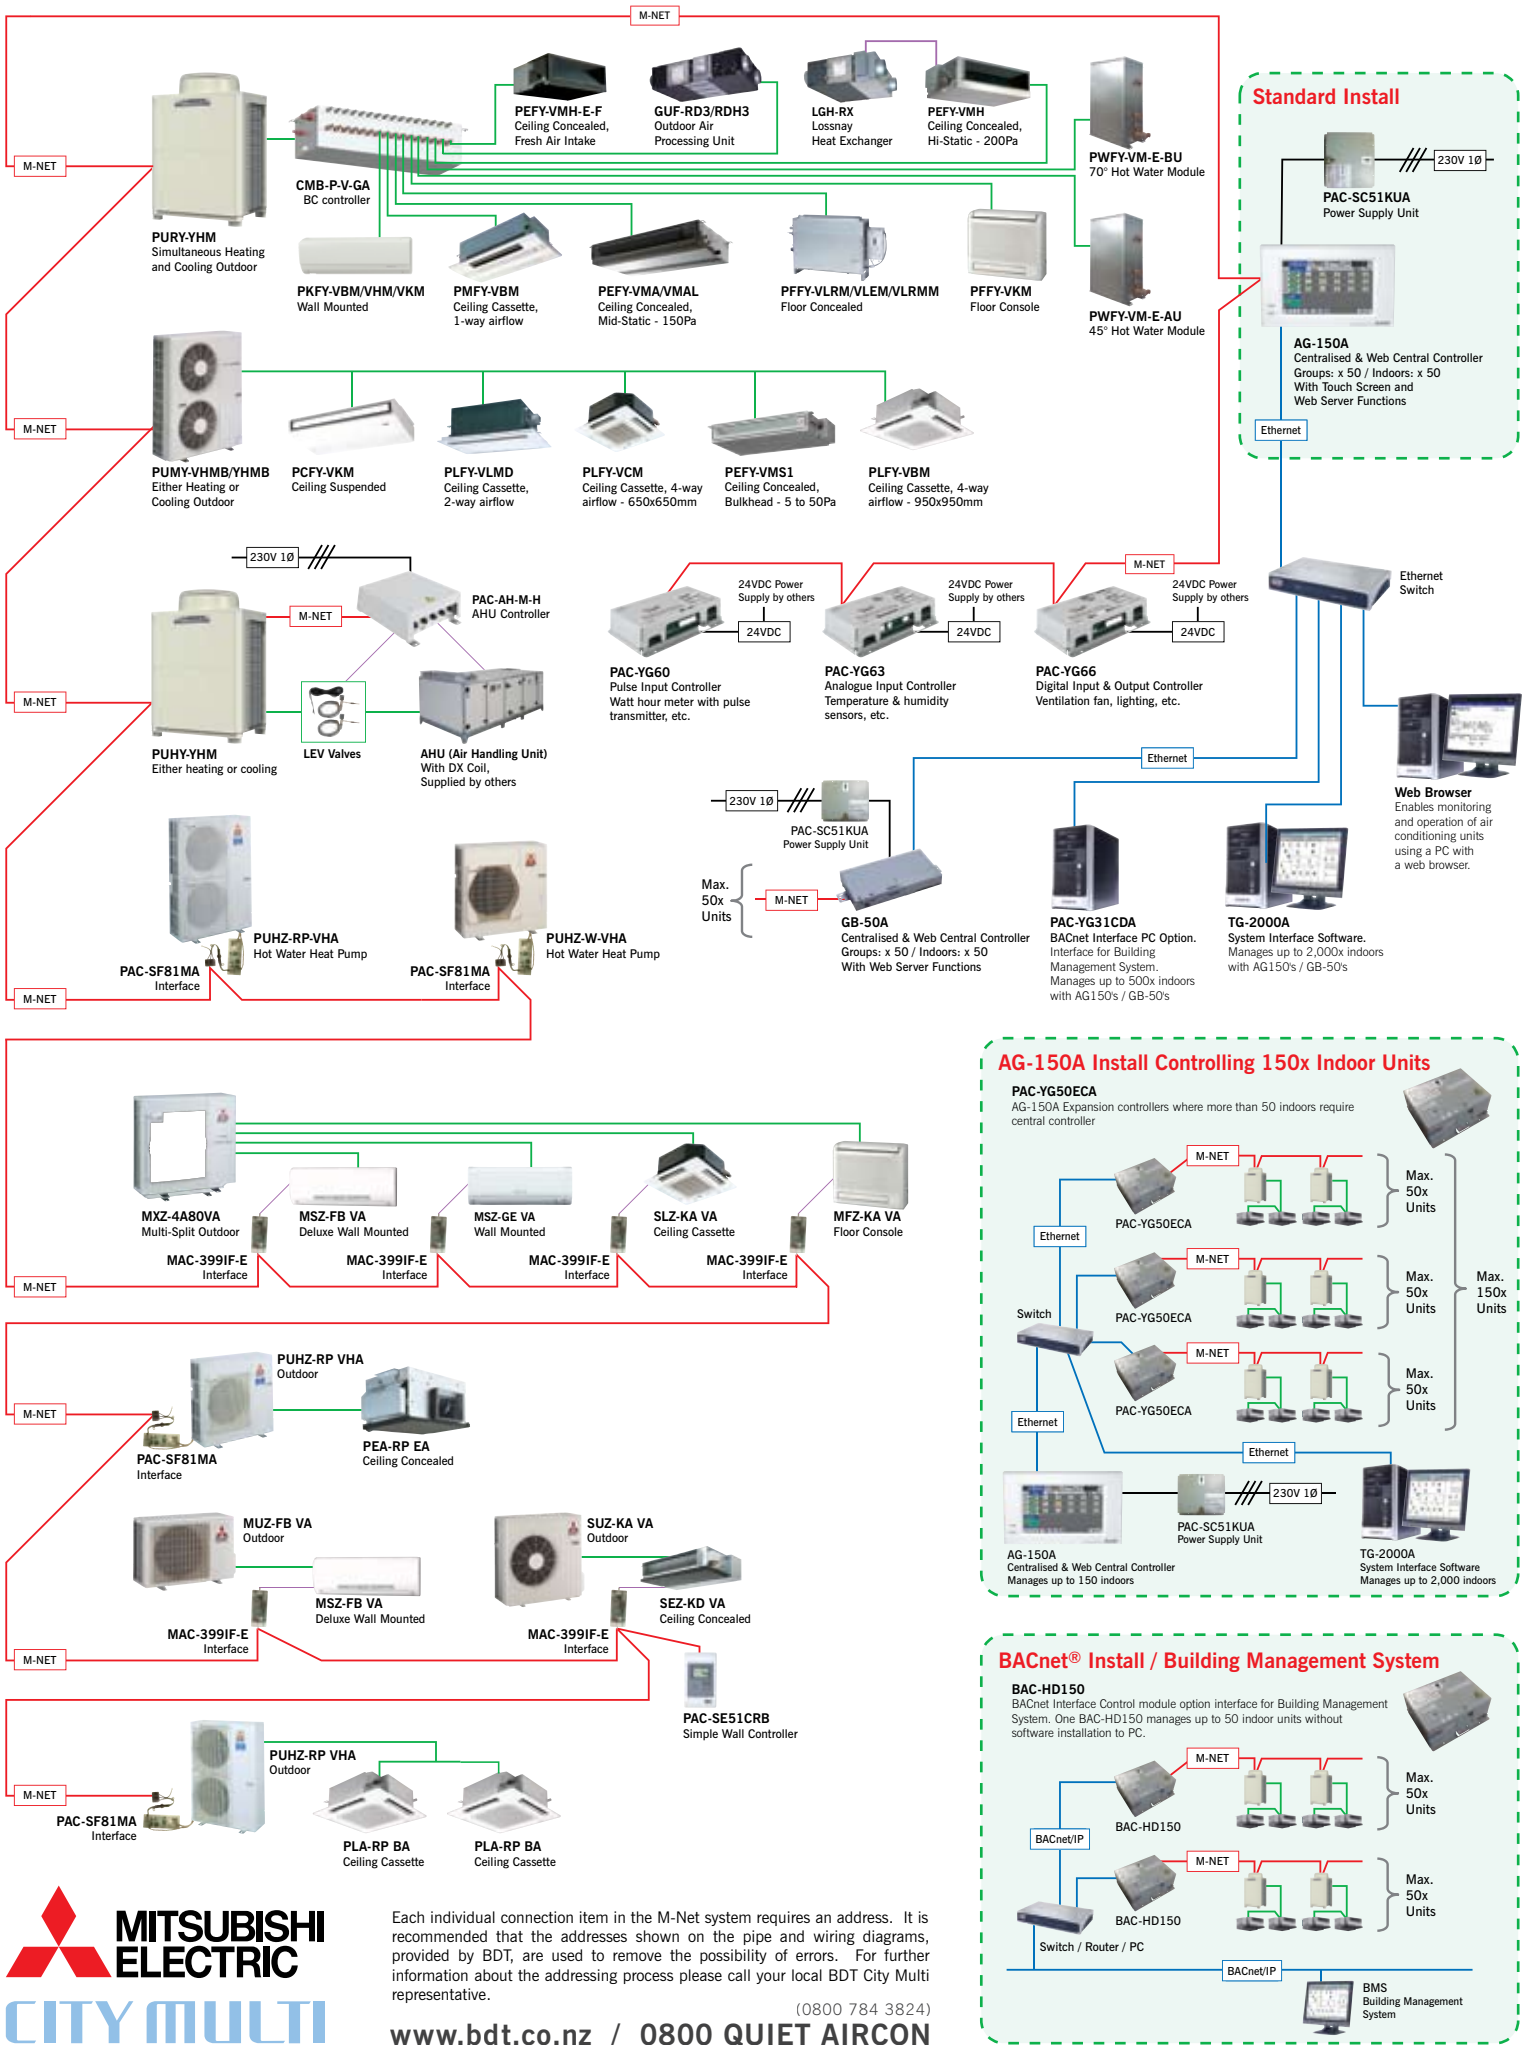 M-NET
M-NET
PURY-YHM
Simultaneous Heating
and Cooling Outdoor
CMB-P-V-GA
BC controller
PEFY-VMH-E-F
Ceiling Concealed,
Fresh Air Intake
GUF-RD3/RDH3
Outdoor Air
Processing Unit
LGH-RX
Lossnay
Heat Exchanger
PEFY-VMH
Ceiling Concealed,
Hi-Static - 200Pa
PWFY-VM-E-BU
70° Hot Water Module
PKFY-VBM/VHM/VKM
Wall Mounted
PMFY-VBM
Ceiling Cassette,
1-way airflow
PEFY-VMA/VMAL
Ceiling Concealed,
Mid-Static - 150Pa
PFFY-VLRM/VLEM/VLRMM
Floor Concealed
PFFY-VKM
Floor Console
PWFY-VM-E-AU
45° Hot Water Module
Standard Install
230V 1Ø
PAC-SC51KUA
Power Supply Unit
AG-150A
Centralised & Web Central Controller
Groups: x 50 / Indoors: x 50
With Touch Screen and
Web Server Functions
Ethernet
M-NET
PUMY-VHMB/YHMB
Either Heating or
Cooling Outdoor
PCFY-VKM
Ceiling Suspended
PLFY-VLMD
Ceiling Cassette,
2-way airflow
PLFY-VCM
Ceiling Cassette, 4-way
airflow - 650x650mm
PEFY-VMS1
Ceiling Concealed,
Bulkhead - 5 to 50Pa
PLFY-VBM
Ceiling Cassette, 4-way
airflow - 950x950mm
230V 1Ø
PAC-AH-M-H
AHU Controller
M-NET
M-NET
PUHY-YHM
Either heating or cooling
LEV Valves
AHU (Air Handling Unit)
With DX Coil,
Supplied by others
M-NET
24VDC Power
Supply by others
24VDC
PAC-YG60
Pulse Input Controller
Watt hour meter with pulse
transmitter, etc.
24VDC Power
Supply by others
24VDC
PAC-YG63
Analogue Input Controller
Temperature & humidity
sensors, etc.
24VDC Power
Supply by others
24VDC
PAC-YG66
Digital Input & Output Controller
Ventilation fan, lighting, etc.
Ethernet
Switch
Ethernet
Web Browser
Enables monitoring
and operation of air
conditioning units
using a PC with
a web browser.
230V 1Ø
PAC-SC51KUA
Power Supply Unit
Max.
50x
Units
M-NET
GB-50A
Centralised & Web Central Controller
Groups: x 50 / Indoors: x 50
With Web Server Functions
PAC-YG31CDA
BACnet Interface PC Option.
Interface for Building
Management System.
Manages up to 500x indoors
with AG150's / GB-50's
TG-2000A
System Interface Software.
Manages up to 2,000x indoors
with AG150's / GB-50's
PUHZ-RP-VHA
Hot Water Heat Pump
PAC-SF81MA
Interface
PUHZ-W-VHA
Hot Water Heat Pump
PAC-SF81MA
Interface
M-NET
MXZ-4A80VA
Multi-Split Outdoor
MSZ-FB VA
Deluxe Wall Mounted
MSZ-GE VA
Wall Mounted
SLZ-KA VA
Ceiling Cassette
MFZ-KA VA
Floor Console
MAC-399IF-E
Interface
MAC-399IF-E
Interface
MAC-399IF-E
Interface
MAC-399IF-E
Interface
M-NET
M-NET
PUHZ-RP VHA
Outdoor
PAC-SF81MA
Interface
PEA-RP EA
Ceiling Concealed
MUZ-FB VA
Outdoor
MSZ-FB VA
Deluxe Wall Mounted
MAC-399IF-E
Interface
SUZ-KA VA
Outdoor
SEZ-KD VA
Ceiling Concealed
MAC-399IF-E
Interface
M-NET
PAC-SE51CRB
Simple Wall Controller
PUHZ-RP VHA
Outdoor
M-NET
PAC-SF81MA
Interface
PLA-RP BA
Ceiling Cassette
PLA-RP BA
Ceiling Cassette
AG-150A Install Controlling 150x Indoor Units
PAC-YG50ECA
AG-150A Expansion controllers where more than 50 indoors require
central controller
M-NET
PAC-YG50ECA
Max.
50x
Units
Ethernet
M-NET
PAC-YG50ECA
Max.
50x
Units
Max.
150x
Units
Switch
M-NET
PAC-YG50ECA
Max.
50x
Units
Ethernet
Ethernet
230V 1Ø
PAC-SC51KUA
Power Supply Unit
AG-150A
Centralised & Web Central Controller
Manages up to 150 indoors
TG-2000A
System Interface Software
Manages up to 2,000 indoors
BACnet® Install / Building Management System
BAC-HD150
BACnet Interface Control module option interface for Building Management
System. One BAC-HD150 manages up to 50 indoor units without
software installation to PC.
M-NET
BAC-HD150
Max.
50x
Units
BACnet/IP
M-NET
BAC-HD150
Max.
50x
Units
Switch / Router / PC
BACnet/IP
BMS
Building Management
System
MITSUBISHI
ELECTRIC
CITY MULTI
Each individual connection item in the M-Net system requires an address. It is
recommended that the addresses shown on the pipe and wiring diagrams,
provided by BDT, are used to remove the possibility of errors. For further
information about the addressing process please call your local BDT City Multi
representative.
(0800 784 3824)
www.bdt.co.nz / 0800 QUIET AIRCON